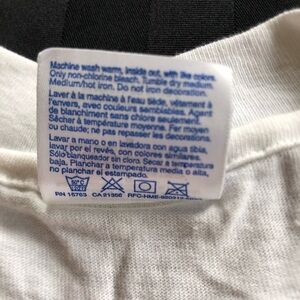 Machine wash warm, inside out, with like colors.
Only non-chlorine bleach. Tumble dry medium.
Medium/hot iron. Do not iron decoration.
Laver à la machine à l'eau tiède, vêtement à
l'envers, avec couleurs semblables. Agent
de blanchiment sans chlore seulement.
Sécher à température moyenne. Fer moyen
ou chaude; ne pas repasser les decorations.
Lavar a mano o en lavadora con agua tibia,
lavar por el revés, con colores similares.
Sólo blanqueador sin cloro. Secar a temperatura
baja. Planchar a temperatura media o alta,
no planchar el estampado.
RN 15763 CA 21356